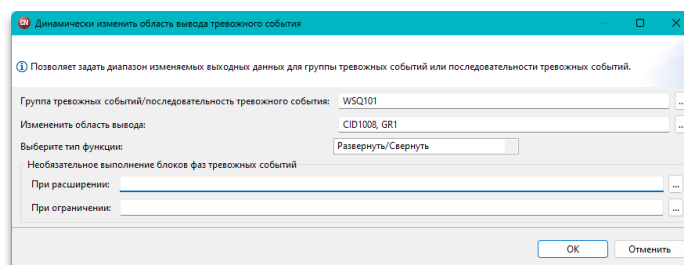 Динамически изменить область вывода тревожного события
Позволяет задать диапазон изменяемых выходных данных для группы тревожных событий или последовательности тревожных событий.
Группа тревожных событий/последовательность тревожного события: WSQ101 ...
Измененить область вывода: CID1008, GR1 ...
Выберите тип функции: Развернуть/Свернуть
Необязательное выполнение блоков фаз тревожных событий
При расширении: ...
При ограничении: ...
OK Отменить